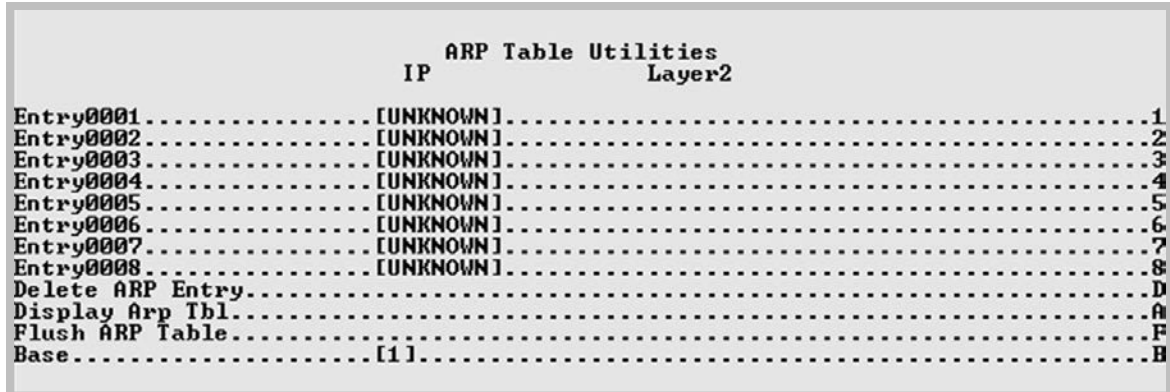 ARP Table Utilities
IP Layer2
Entry0001................[UNKNOWN].............................................1
Entry0002................[UNKNOWN].............................................2
Entry0003................[UNKNOWN].............................................3
Entry0004................[UNKNOWN].............................................4
Entry0005................[UNKNOWN].............................................5
Entry0006................[UNKNOWN].............................................6
Entry0007................[UNKNOWN].............................................7
Entry0008................[UNKNOWN].............................................8
Delete ARP Entry...............................................................D
Display Arp Tbl................................................................A
Flush ARP Table................................................................F
Base.....................[1]...................................................B